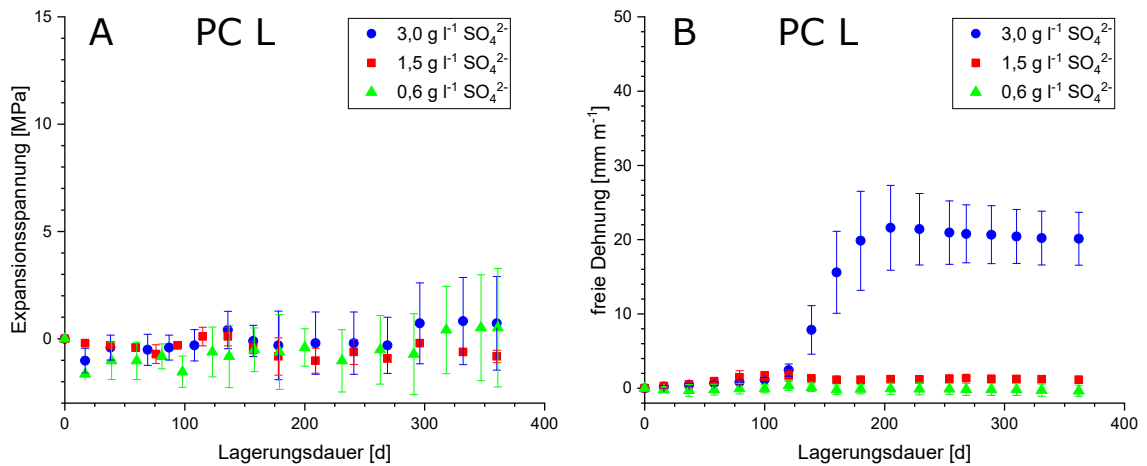 A PC L
3,0 g l⁻¹ SO₄²⁻
1,5 g l⁻¹ SO₄²⁻
0,6 g l⁻¹ SO₄²⁻
Expansionsspannung [MPa]
15
10
5
0
0 100 200 300 400
Lagerungsdauer [d]
B PC L
3,0 g l⁻¹ SO₄²⁻
1,5 g l⁻¹ SO₄²⁻
0,6 g l⁻¹ SO₄²⁻
freie Dehnung [mm m⁻¹]
50
40
30
20
10
0
0 100 200 300 400
Lagerungsdauer [d]